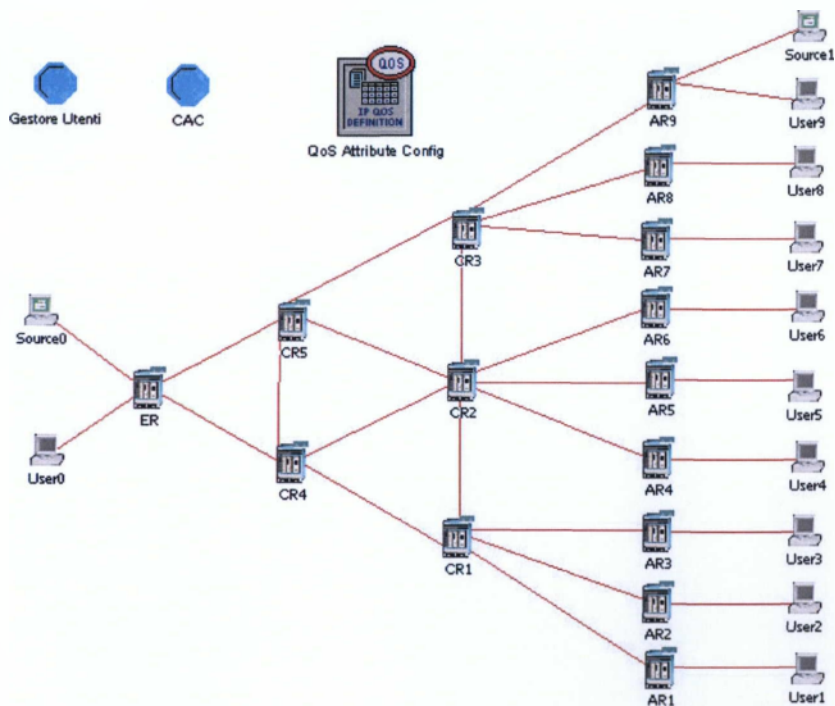 Source1
QOS
IP QOS
DEFINITION
Gestore Utenti
CAC
QoS Attribute Config
AR9
User9
AR8
User8
CR3
AR7
User7
Source0
CR5
AR6
User6
ER
CR2
AR5
User5
User0
CR4
AR4
User4
CR1
AR3
User3
AR2
User2
AR1
User1